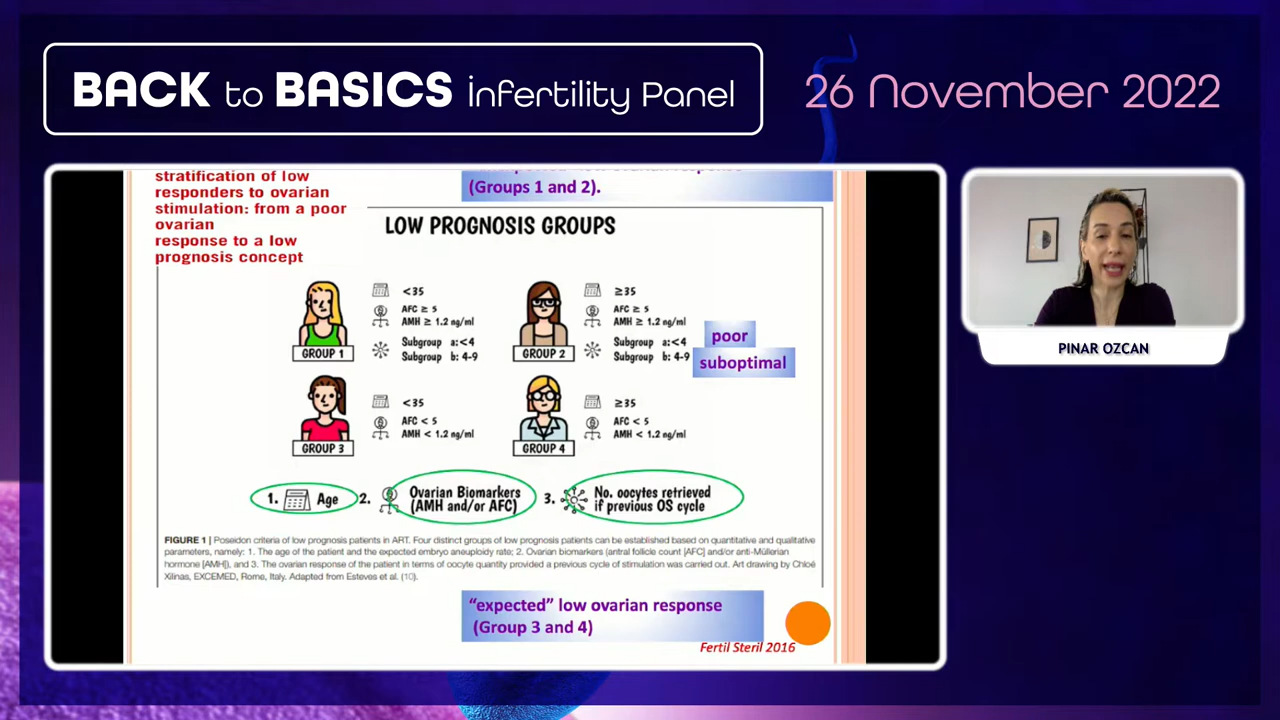 BACK to BASICS infertility Panel
26 November 2022
stratification of low
responders to ovarian
stimulation: from a poor
ovarian
response to a low
prognosis concept
(Groups 1 and 2).
LOW PROGNOSIS GROUPS
<35
AFC ≥ 5
AMH ≥ 1.2 ng/ml
Subgroup a:<4
Subgroup b: 4-9
GROUP 1
≥35
AFC ≥ 5
AMH ≥ 1.2 ng/ml
Subgroup a:<4
Subgroup b: 4-9
GROUP 2
poor
suboptimal
<35
AFC < 5
AMH < 1.2 ng/ml
GROUP 3
≥35
AFC < 5
AMH < 1.2 ng/ml
GROUP 4
1. Age
2. Ovarian Biomarkers
(AMH and/or AFC)
3. No. oocytes retrieved
if previous OS cycle
FIGURE 1 | Poseidon criteria of low prognosis patients in ART. Four distinct groups of low prognosis patients can be established based on quantitative and qualitative
parameters, namely: 1. The age of the patient and the expected embryo aneuploidy rate; 2. Ovarian biomarkers (antral follicle count [AFC] and/or anti-Müllerian
hormone [AMH]), and 3. The ovarian response of the patient in terms of oocyte quantity provided a previous cycle of stimulation was carried out. Art drawing by Chloé
Xilinas, EXCEMED, Rome, Italy. Adapted from Esteves et al. (10).
“expected” low ovarian response
(Group 3 and 4)
Fertil Steril 2016
PINAR OZCAN